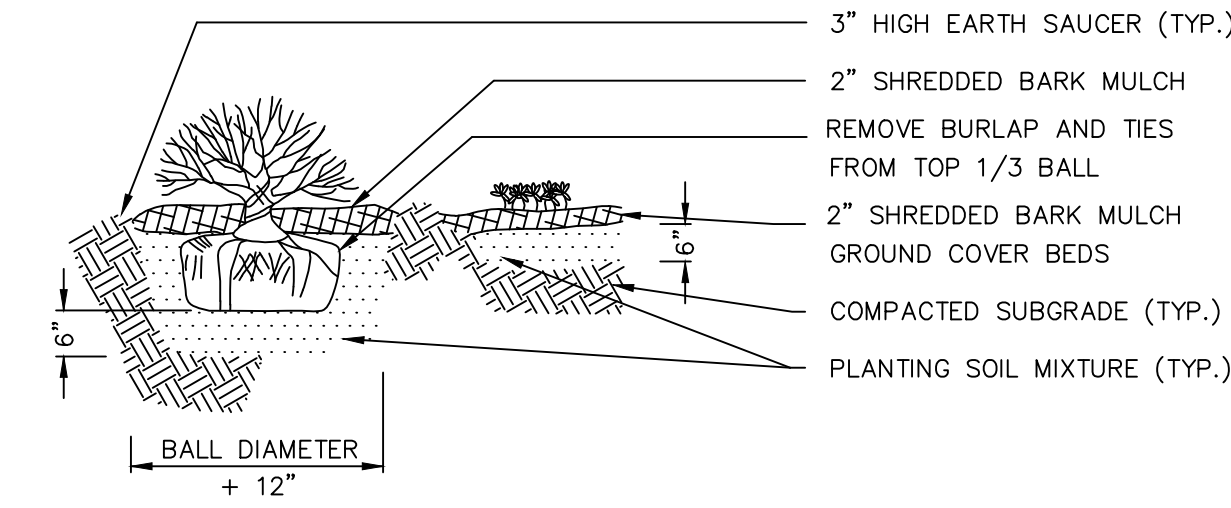 3” HIGH EARTH SAUCER (TYP.)
2” SHREDDED BARK MULCH
REMOVE BURLAP AND TIES
FROM TOP 1/3 BALL
2” SHREDDED BARK MULCH
GROUND COVER BEDS
6”
COMPACTED SUBGRADE (TYP.)
6”
PLANTING SOIL MIXTURE (TYP.)
BALL DIAMETER
+ 12”